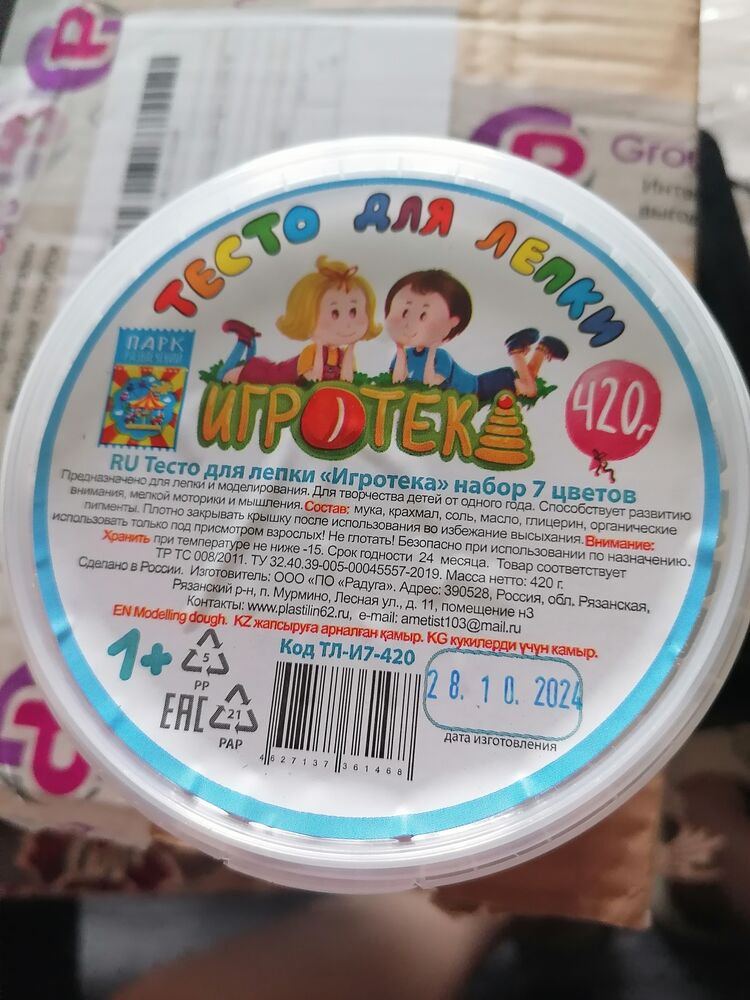 Grou
Инте
выгод
ТЕСТО ДЛЯ ЛЕПКИ
ПАРК
РАЗВЛЕЧЕНИЙ
ИГРОТЕКА
420г
RU Тесто для лепки «Игротека» набор 7 цветов
Предназначено для лепки и моделирования. Для творчества детей от одного года. Способствует развитию
внимания, мелкой моторики и мышления. Состав: мука, крахмал, соль, масло, глицерин, органические
пигменты. Плотно закрывать крышку после использования во избежание высыхания. Внимание:
использовать только под присмотром взрослых! Не глотать! Безопасно при использовании по назначению.
Хранить при температуре не ниже -15. Срок годности 24 месяца. Товар соответствует
ТР ТС 008/2011. ТУ 32.40.39-005-00045557-2019. Масса нетто: 420 г.
Сделано в России. Изготовитель: ООО «ПО «Радуга». Адрес: 390528, Россия, обл. Рязанская,
Рязанский р-н, п. Мурмино, Лесная ул., д. 11, помещение н3
Контакты: www.plastilin62.ru, e-mail: ametist103@mail.ru
EN Modelling dough. KZ жапсыруға арналған қамыр. KG кукилерди үчүн камыр.
1+
5
PP
Код ТЛ-И7-420
28.10.2024
EAC
21
PAP
дата изготовления
4 627137 361468